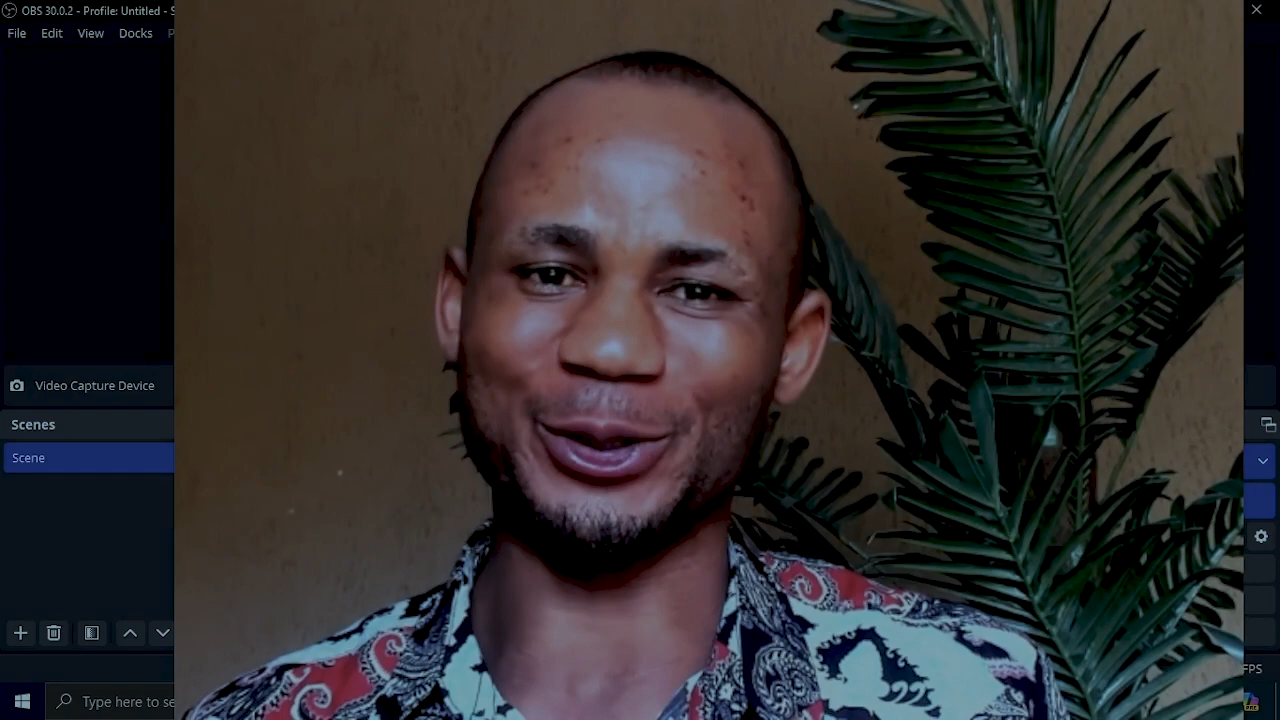 OBS 30.0.2 - Profile: Untitled - S
File Edit View Docks P
Video Capture Device
Scenes
Scene
FPS
Type here to se
PRE